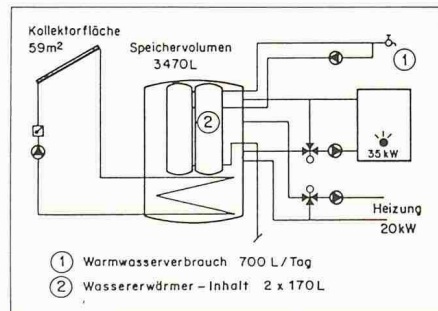 Kollektorfläche
59m²
Speichervolumen
3470L
1
2
35kW
Heizung
20kW
1 Warmwasserverbrauch 700 L/Tag
2 Wassererwärmer – Inhalt 2 x 170L